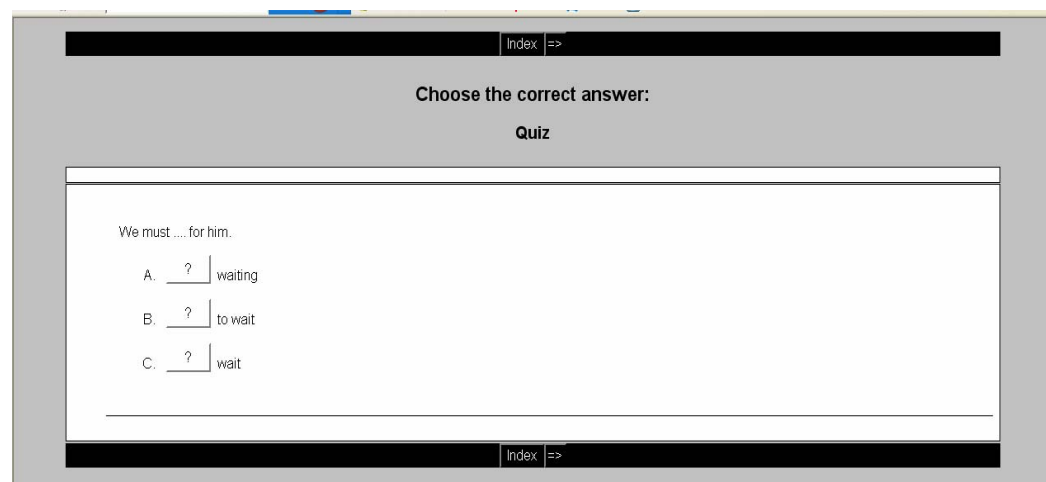 Index =>
Choose the correct answer:
Quiz
We must .... for him.
A. ? waiting
B. ? to wait
C. ? wait
Index =>